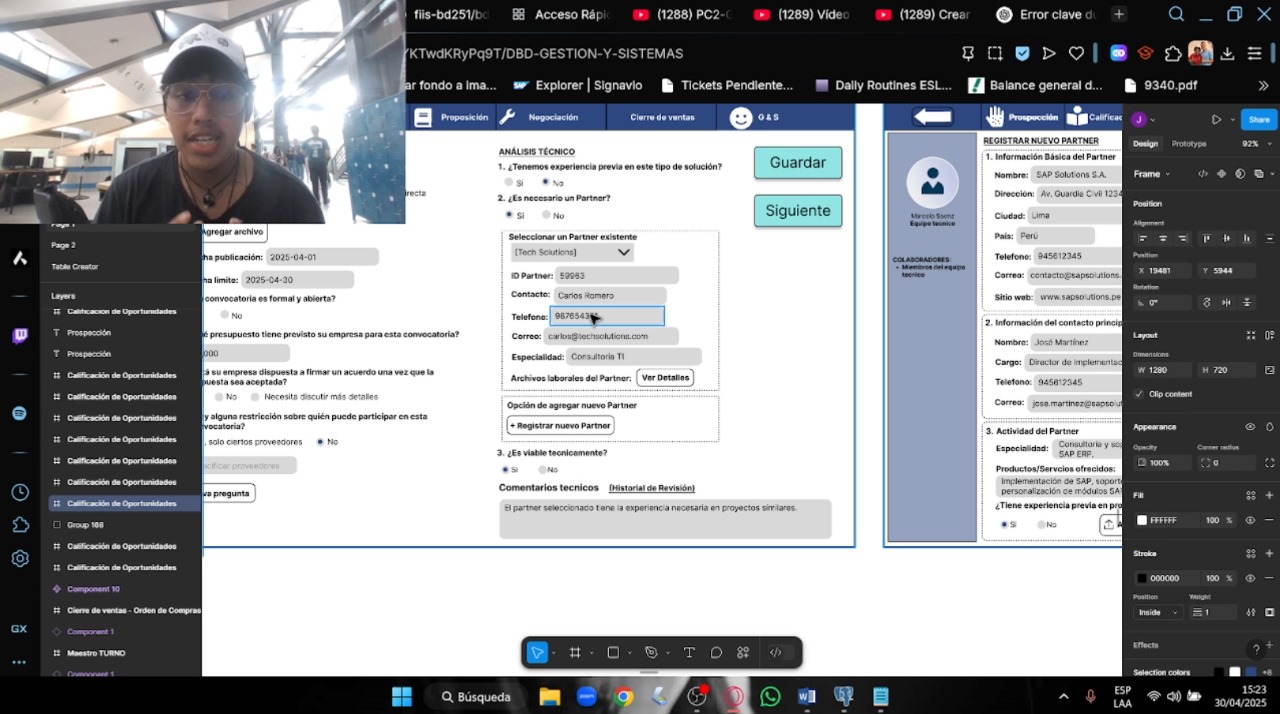 fiis-bd251/bd
Acceso Rápi
(1288) PC2-
(1289) Vídeo
(1289) Crear
Error clave d
KTwdKRyPq9T/DBD-GESTION-Y-SISTEMAS
ar fondo a Ima...
Explorer | Signavio
Tickets Pendiente...
Daily Routines ESL...
Balance general d...
9340.pdf
Proposición
Negociación
Cierre de ventas
G & S
Prospección
Calificac
J
Share
Design
Prototype
92%
Frame
Position
Alignment
Position
X 19481
Y 5944
Rotation
0°
Layout
Dimensions
W 1280
H 720
Clip content
Appearance
Opacity
Corner radius
100%
0
Fill
FFFFFF
100
%
Stroke
000000
100
%
Position
Weight
Inside
1
Effects
Selection colors
+8
Page 2
Table Creator
Layers
Calificación de Oportunidades
Prospección
Prospección
Calificación de Oportunidades
Calificación de Oportunidades
Calificación de Oportunidades
Calificación de Oportunidades
Calificación de Oportunidades
Calificación de Oportunidades
Calificación de Oportunidades
Group 168
Calificación de Oportunidades
Calificación de Oportunidades
Component 10
Cierre de ventas - Orden de Compras
Component 1
Maestro TURNO
Component 1
GX
irecta
Agregar archivo
ha publicación:
2025-04-01
ha limite:
2025-04-30
convocatoria es formal y abierta?
No
é presupuesto tiene previsto su empresa para esta convocatoria?
000
tá su empresa dispuesta a firmar un acuerdo una vez que la
puesta sea aceptada?
No
Necesita discutir más detalles
y alguna restricción sobre quién puede participar en esta
vocatoria?
, solo ciertos proveedores
No
cificar proveedores
va pregunta
ANÁLISIS TÉCNICO
1. ¿Tenemos experiencia previa en este tipo de solución?
Sí
No
2. ¿Es necesario un Partner?
Sí
No
Seleccionar un Partner existente
[Tech Solutions]
ID Partner:
59963
Contacto:
Carlos Romero
Telefono:
Correo:
carlos@techsolutions.com
Especialidad:
Consultoría TI
Archivos laborales del Partner:
Ver Detalles
Opción de agregar nuevo Partner
+ Registrar nuevo Partner
3. ¿Es viable tecnicamente?
Si
No
Comentarios tecnicos
(Historial de Revisión)
El partner seleccionado tiene la experiencia necesaria en proyectos similares.
Guardar
Siguiente
Marcelo Saenz
Equipo tecnico
COLABORADORES:
• Miembros del equipo
tecnico
REGISTRAR NUEVO PARTNER
1. Información Básica del Partner
Nombre:
SAP Solutions S.A.
Dirección:
Av. Guardia Civil 1234
Ciudad:
Lima
País:
Perú
Telefono:
945612345
Correo:
contacto@sapsolutions.
Sitio web:
www.sapsolutions.pe
2. Información del contacto princip
Nombre:
José Martínez
Cargo:
Director de Implementac
Telefono:
945612345
Correo:
jose.martinez@sapsolut
3. Actividad del Partner
Especialidad:
Consultoría y so
SAP ERP,
Productos/Servcios ofrecidos:
Implementación de SAP, soport
personalización de módulos SA
¿Tiene experiencia previa en pro
Sí
No
Búsqueda
zoom
ESP
LAA
15:23
30/04/2025